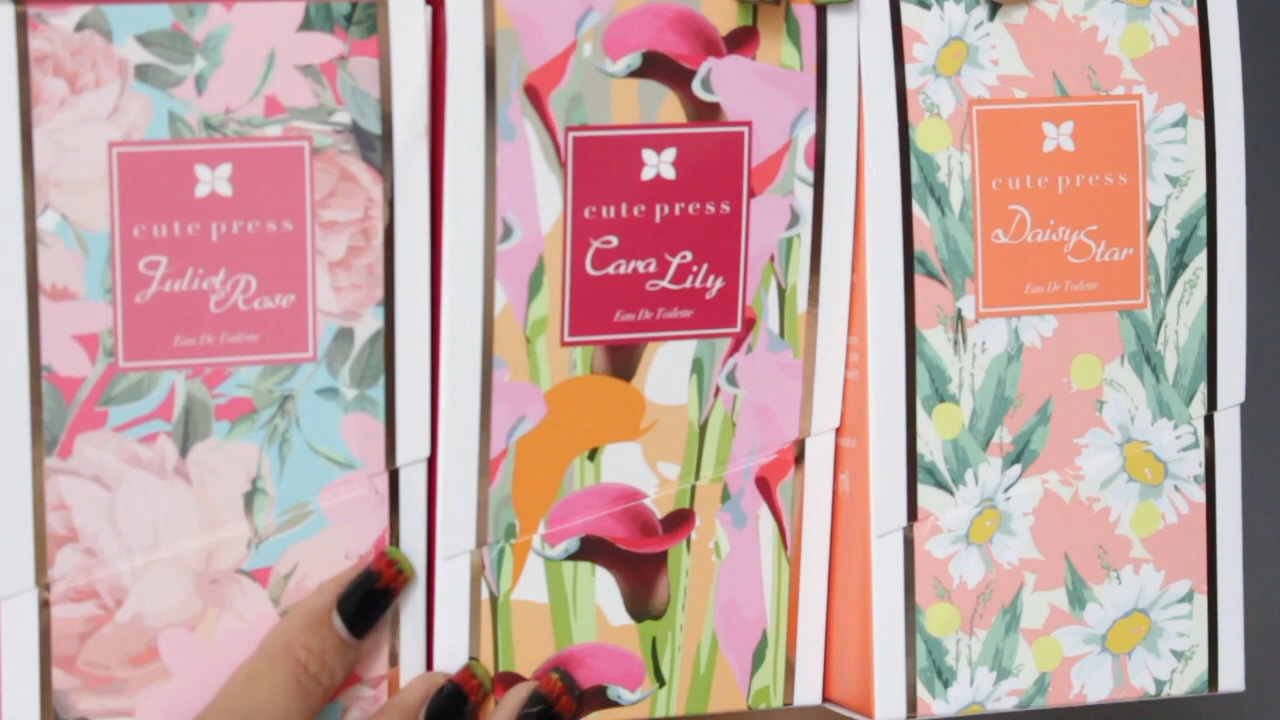 cute press
Juliet
Rose
Eau De Toilette
cute press
Cara
Lily
Eau De Toilette
cute press
Daisy
Star
Eau De Toilette